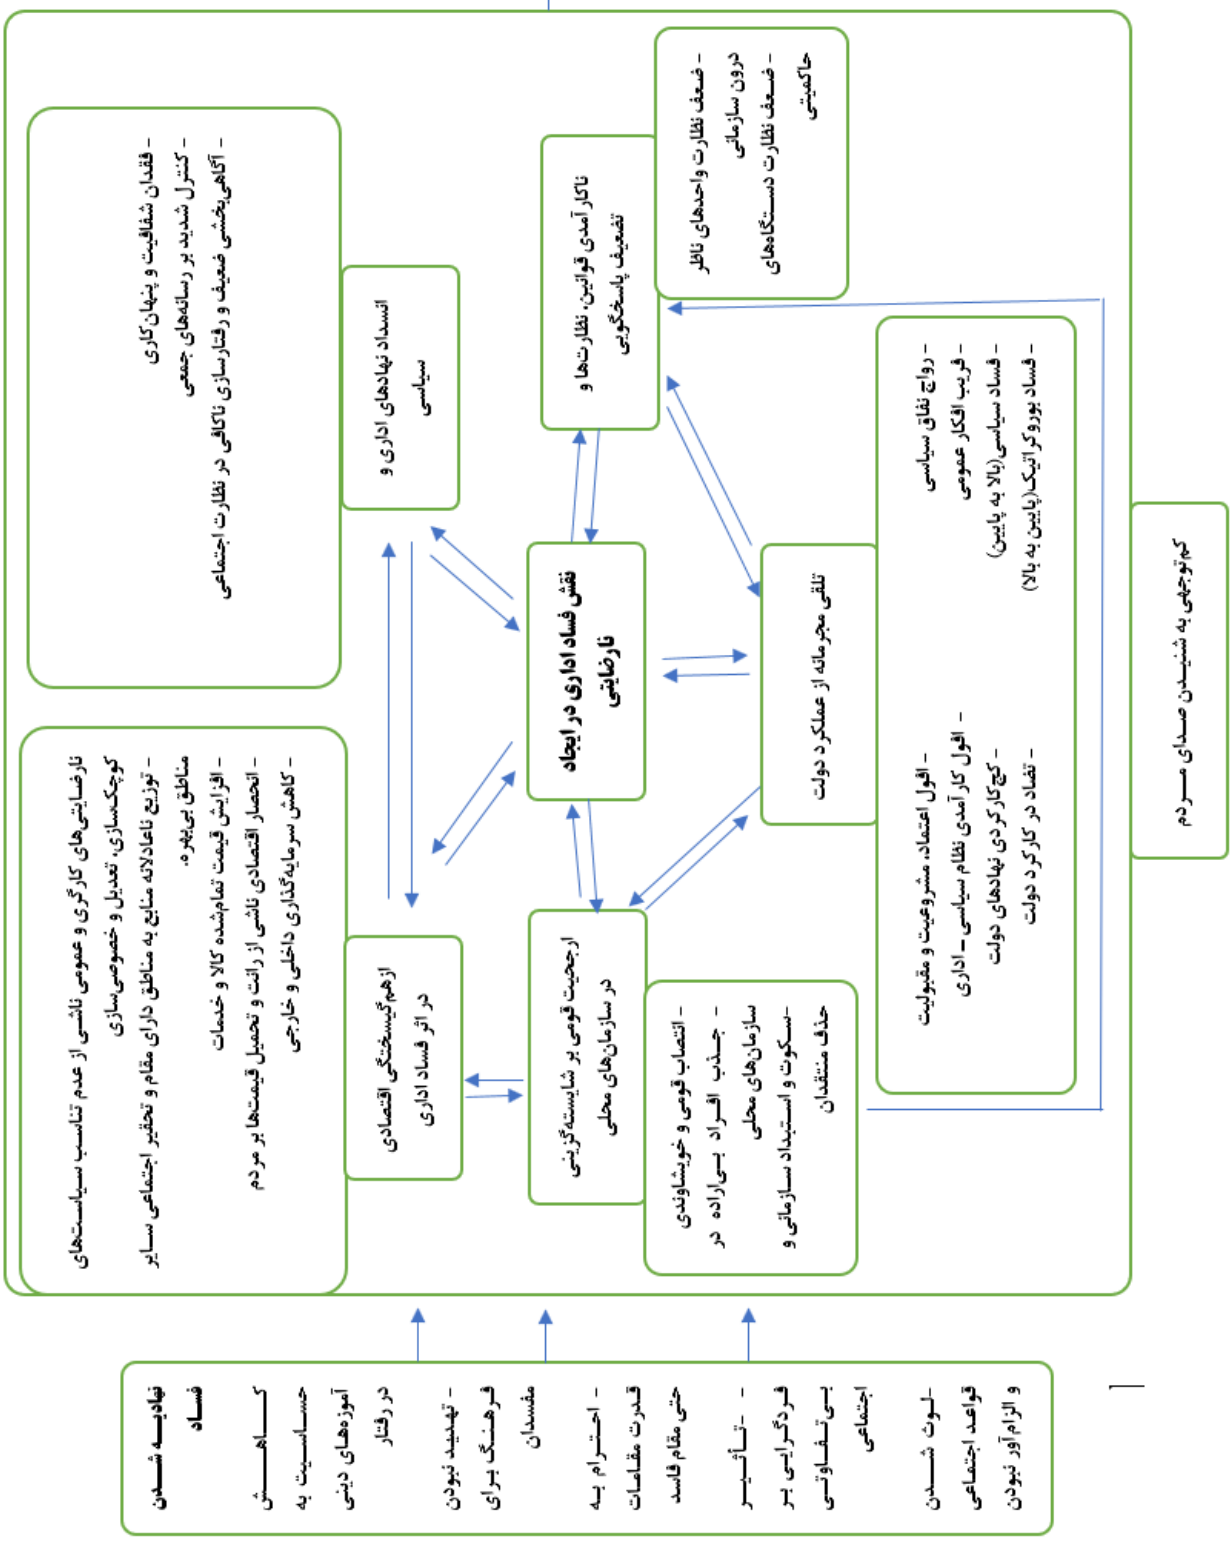 نهادیه شدن
فساد
کاهش
حساسیت به
آموزه‌های دینی
در رفتار
- تهدید نبودن
فرهنگ برای
مفسدان
- احترام به
قدرت مقامات
حتی مقام فاسد
- -تأثیر
فردگرایی بر
بی‌تفاوتی
اجتماعی
-لوث شدن
قواعد اجتماعی
و الزام‌آور نبودن
نارضایتی‌های کارگری و عمومی ناشی از عدم تناسب سیاست‌های
کوچک‌سازی، تعدیل و خصوصی‌سازی
- توزیع ناعادلانه منابع به مناطق دارای مقام و تحقیر اجتماعی سایر
مناطق بی‌بهره.
- افزایش قیمت تمام‌شده کالا و خدمات
- انحصار اقتصادی ناشی از رانت و تحمیل قیمت‌ها بر مردم
- کاهش سرمایه‌گذاری داخلی و خارجی
ازهم‌گیسختگی اقتصادی
در اثر فساد اداری
- فقدان شفافیت و پنهان‌کاری
- کنترل شدید بر رسانه‌های جمعی
- آگاهی‌بخشی ضعیف و رفتارسازی ناکافی در نظارت اجتماعی
انسداد نهادهای اداری و
سیاسی
نقش فساد اداری در ایجاد
نارضایتی
ارجحیت قومی بر شایسته‌گزینی
در سازمان‌های محلی
- انتصاب قومی و خویشاوندی
- جذب افراد بی‌اراده در
سازمان‌های محلی
-سکوت و استبداد سازمانی و
حذف منتقدان
ناکارآمدی قوانین، نظارت‌ها و
تضعیف پاسخگویی
- ضعف نظارت واحدهای ناظر
درون سازمانی
- ضعف نظارت دستگاه‌های
حاکمیتی
تلقی مجرمانه از عملکرد دولت
- افول اعتماد، مشروعیت و مقبولیت
- افول کارآمدی نظام سیاسی – اداری
- کج‌کارکردی نهادهای دولت
- تضاد در کارکرد دولت
- رواج نفاق سیاسی
- فریب افکار عمومی
- فساد سیاسی(بالا به پایین)
- فساد بوروکراتیک(پایین به بالا)
کم‌توجهی به شنیدن صدای مردم